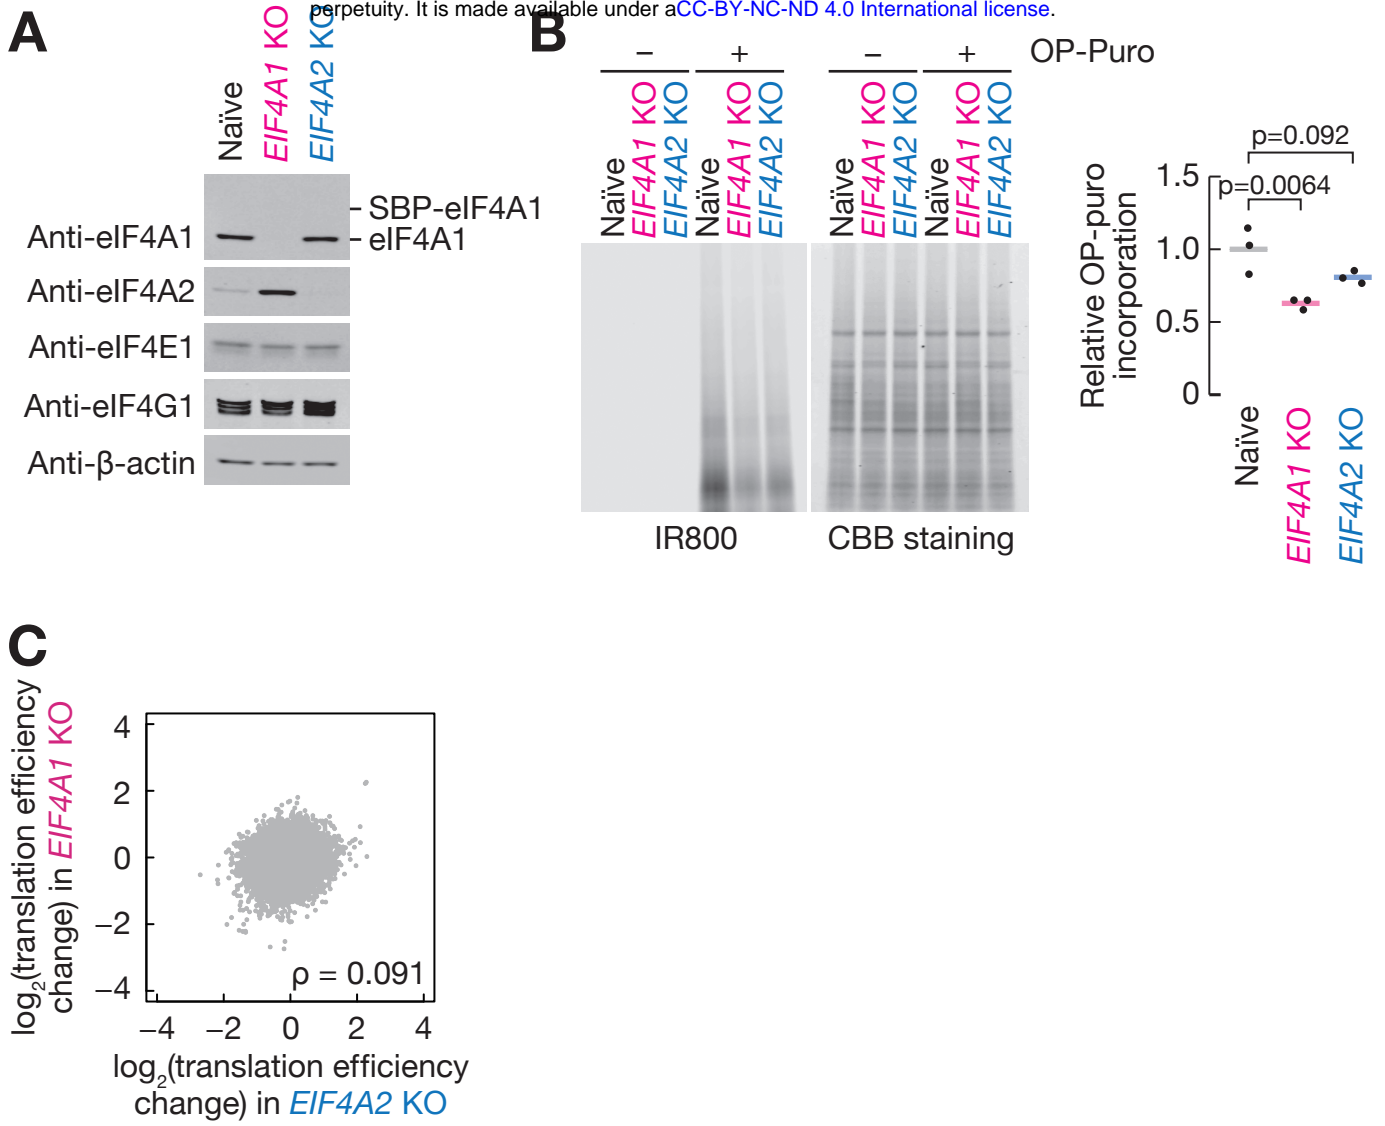 perpetuity. It is made available under aCC-BY-NC-ND 4.0 International license.
A
Naïve
EIF4A1 KO
EIF4A2 KO
SBP-eIF4A1
Anti-eIF4A1
eIF4A1
Anti-eIF4A2
Anti-eIF4E1
Anti-eIF4G1
Anti-β-actin
B
– + – + OP-Puro
Naïve
EIF4A1 KO
EIF4A2 KO
Naïve
EIF4A1 KO
EIF4A2 KO
Naïve
EIF4A1 KO
EIF4A2 KO
Naïve
EIF4A1 KO
EIF4A2 KO
IR800
CBB staining
Relative OP-puro
incorporation
p=0.092
p=0.0064
1.5
1.0
0.5
0
Naïve
EIF4A1 KO
EIF4A2 KO
C
log2(translation efficiency
change) in EIF4A1 KO
4
2
0
−2
−4
ρ = 0.091
−4 −2 0 2 4
log2(translation efficiency
change) in EIF4A2 KO